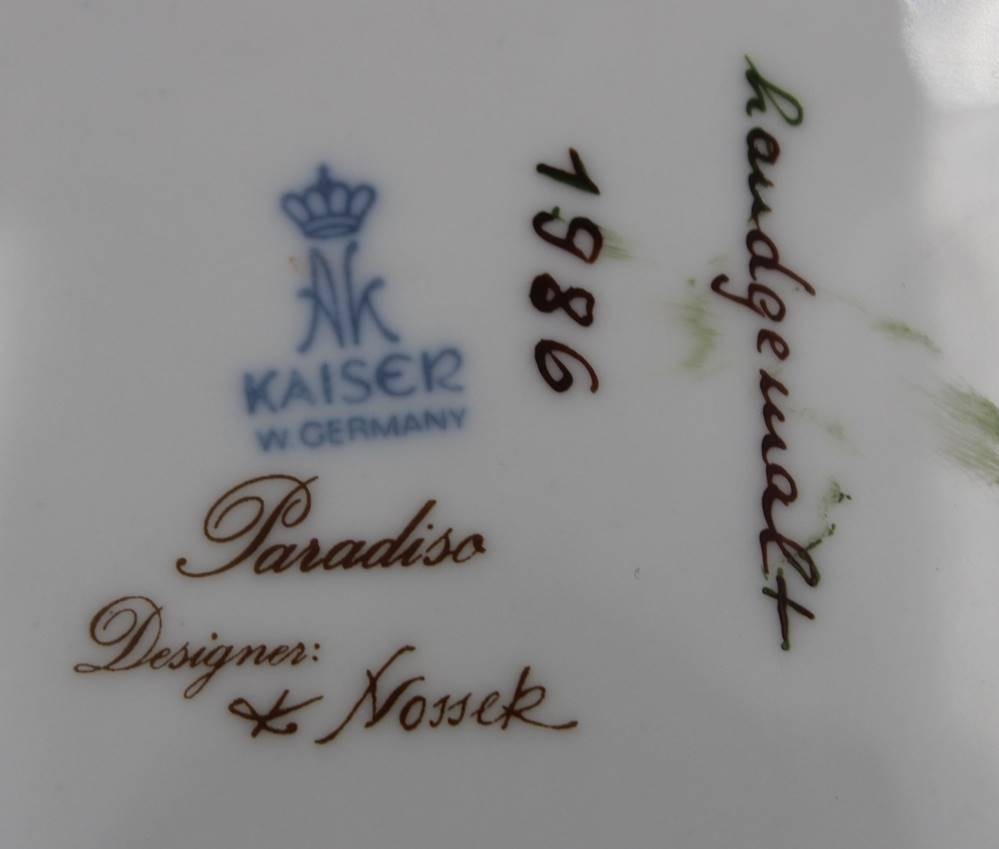 AK
KAISER
W. GERMANY
Paradiso
Designer:
K Nossek
1986
handgemalt